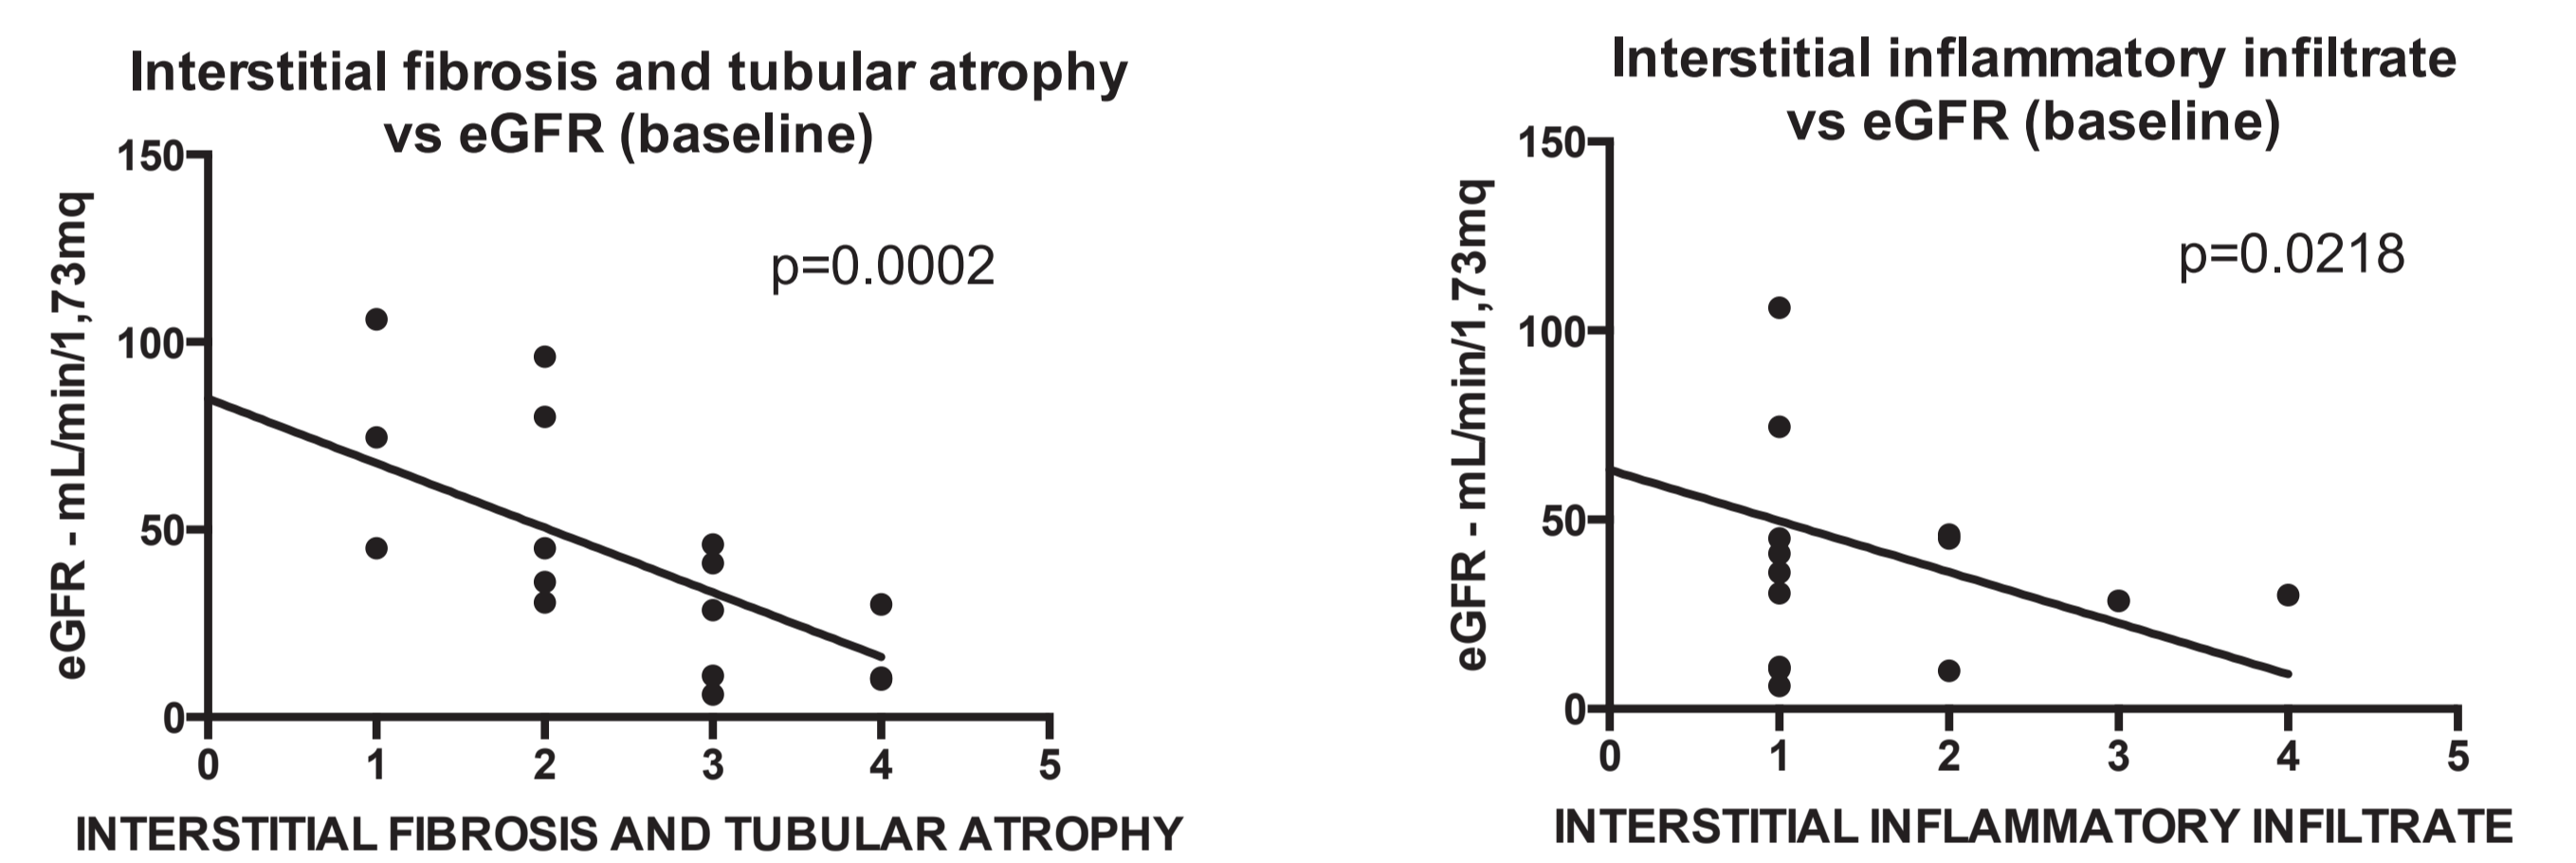 Interstitial fibrosis and tubular atrophy
vs eGFR (baseline)
150
100
50
0
eGFR - mL/min/1,73mq
p=0.0002
0 1 2 3 4 5
INTERSTITIAL FIBROSIS AND TUBULAR ATROPHY
Interstitial inflammatory infiltrate
vs eGFR (baseline)
150
100
50
0
eGFR - mL/min/1,73mq
p=0.0218
0 1 2 3 4 5
INTERSTITIAL INFLAMMATORY INFILTRATE